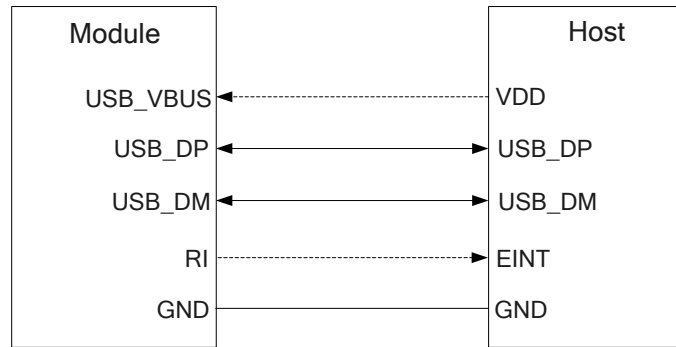 Module Host
USB_VBUS VDD
USB_DP USB_DP
USB_DM USB_DM
RI EINT
GND GND